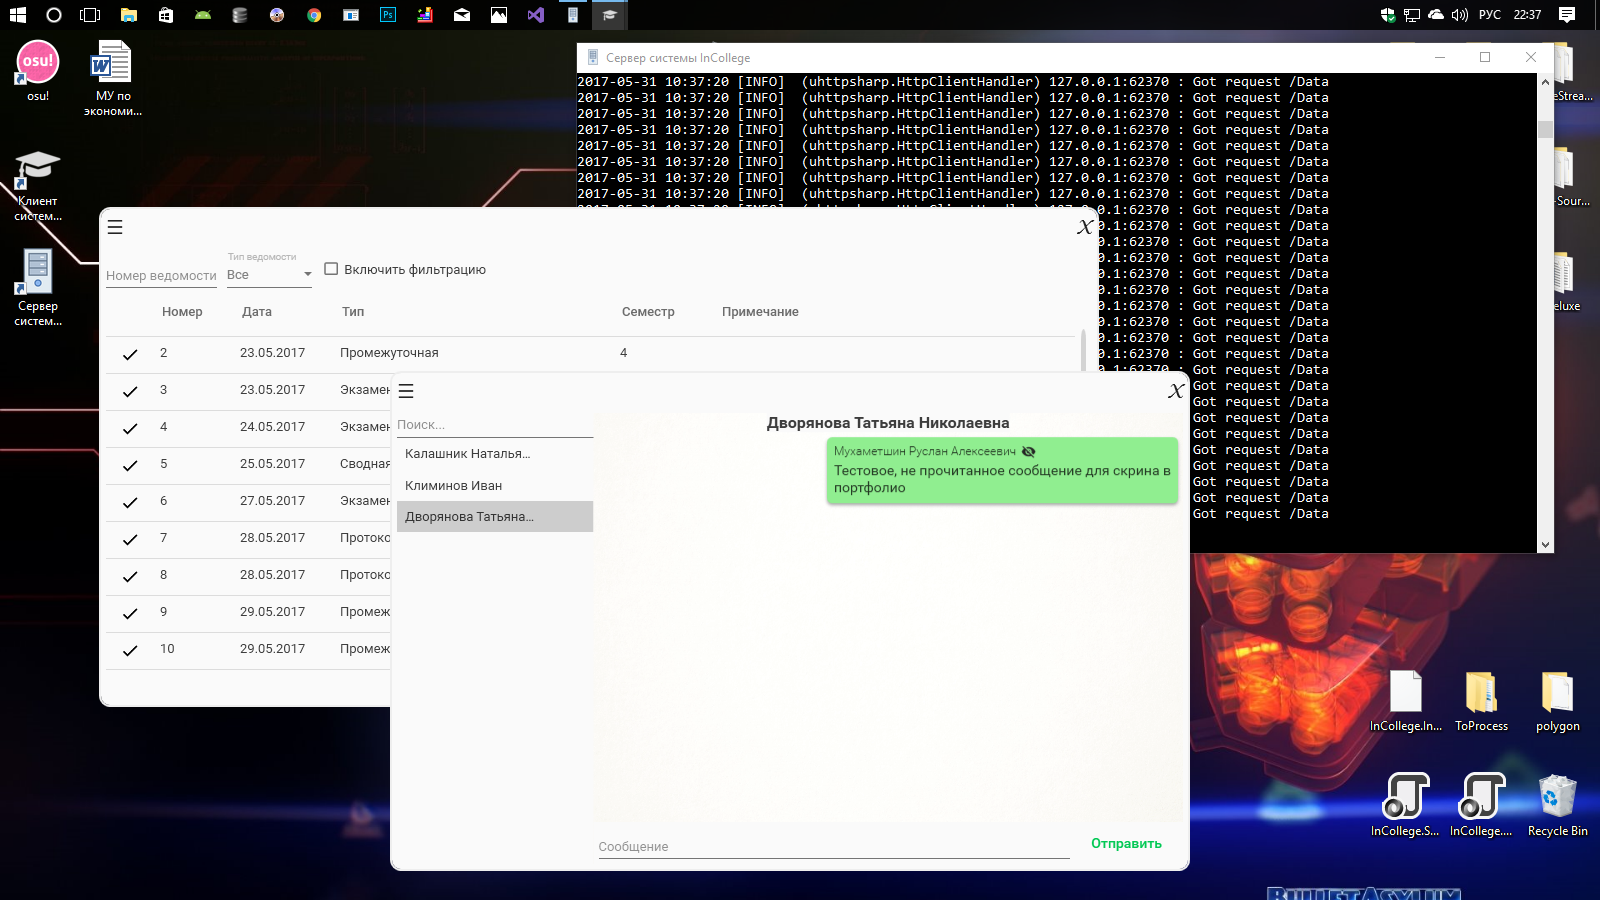 РУС
22:37
osu!
osu!
МУ по
экономи...
Клиент
систем...
Сервер
систем...
Сервер системы InCollege
2017-05-31 10:37:20 [INFO]  (uhttpsharp.HttpClientHandler) 127.0.0.1:62370 : Got request /Data
2017-05-31 10:37:20 [INFO]  (uhttpsharp.HttpClientHandler) 127.0.0.1:62370 : Got request /Data
2017-05-31 10:37:20 [INFO]  (uhttpsharp.HttpClientHandler) 127.0.0.1:62370 : Got request /Data
2017-05-31 10:37:20 [INFO]  (uhttpsharp.HttpClientHandler) 127.0.0.1:62370 : Got request /Data
2017-05-31 10:37:20 [INFO]  (uhttpsharp.HttpClientHandler) 127.0.0.1:62370 : Got request /Data
2017-05-31 10:37:20 [INFO]  (uhttpsharp.HttpClientHandler) 127.0.0.1:62370 : Got request /Data
2017-05-31 10:37:20 [INFO]  (uhttpsharp.HttpClientHandler) 127.0.0.1:62370 : Got request /Data
2017-05-31 10:37:20 [INFO]  (uhttpsharp.HttpClientHandler) 127.0.0.1:62370 : Got request /Data
0.1:62370 : Got request /Data
0.1:62370 : Got request /Data
0.1:62370 : Got request /Data
0.1:62370 : Got request /Data
0.1:62370 : Got request /Data
0.1:62370 : Got request /Data
0.1:62370 : Got request /Data
0.1:62370 : Got request /Data
0.1:62370 : Got request /Data
0.1:62370 : Got request /Data
0.1:62370 : Got request /Data
Got request /Data
Got request /Data
Got request /Data
Got request /Data
Got request /Data
Got request /Data
Got request /Data
Got request /Data
Got request /Data
eStrea...
-Sour...
eluxe
Номер ведомости
Тип ведомости
Все
Включить фильтрацию
Номер Дата Тип Семестр Примечание
2 23.05.2017 Промежуточная 4
3 23.05.2017 Экзамен
4 24.05.2017 Экзамен
5 25.05.2017 Сводная
6 27.05.2017 Экзамен
7 28.05.2017 Протоко
8 28.05.2017 Протоко
9 29.05.2017 Промеж
10 29.05.2017 Промеж
Поиск...
Калашник Наталья...
Климинов Иван
Дворянова Татьяна...
Дворянова Татьяна Николаевна
Мухаметшин Руслан Алексеевич
Тестовое, не прочитанное сообщение для скрина в
портфолио
Сообщение
Отправить
InCollege.In...
ToProcess
polygon
InCollege.S...
InCollege....
Recycle Bin
BulletAsylum